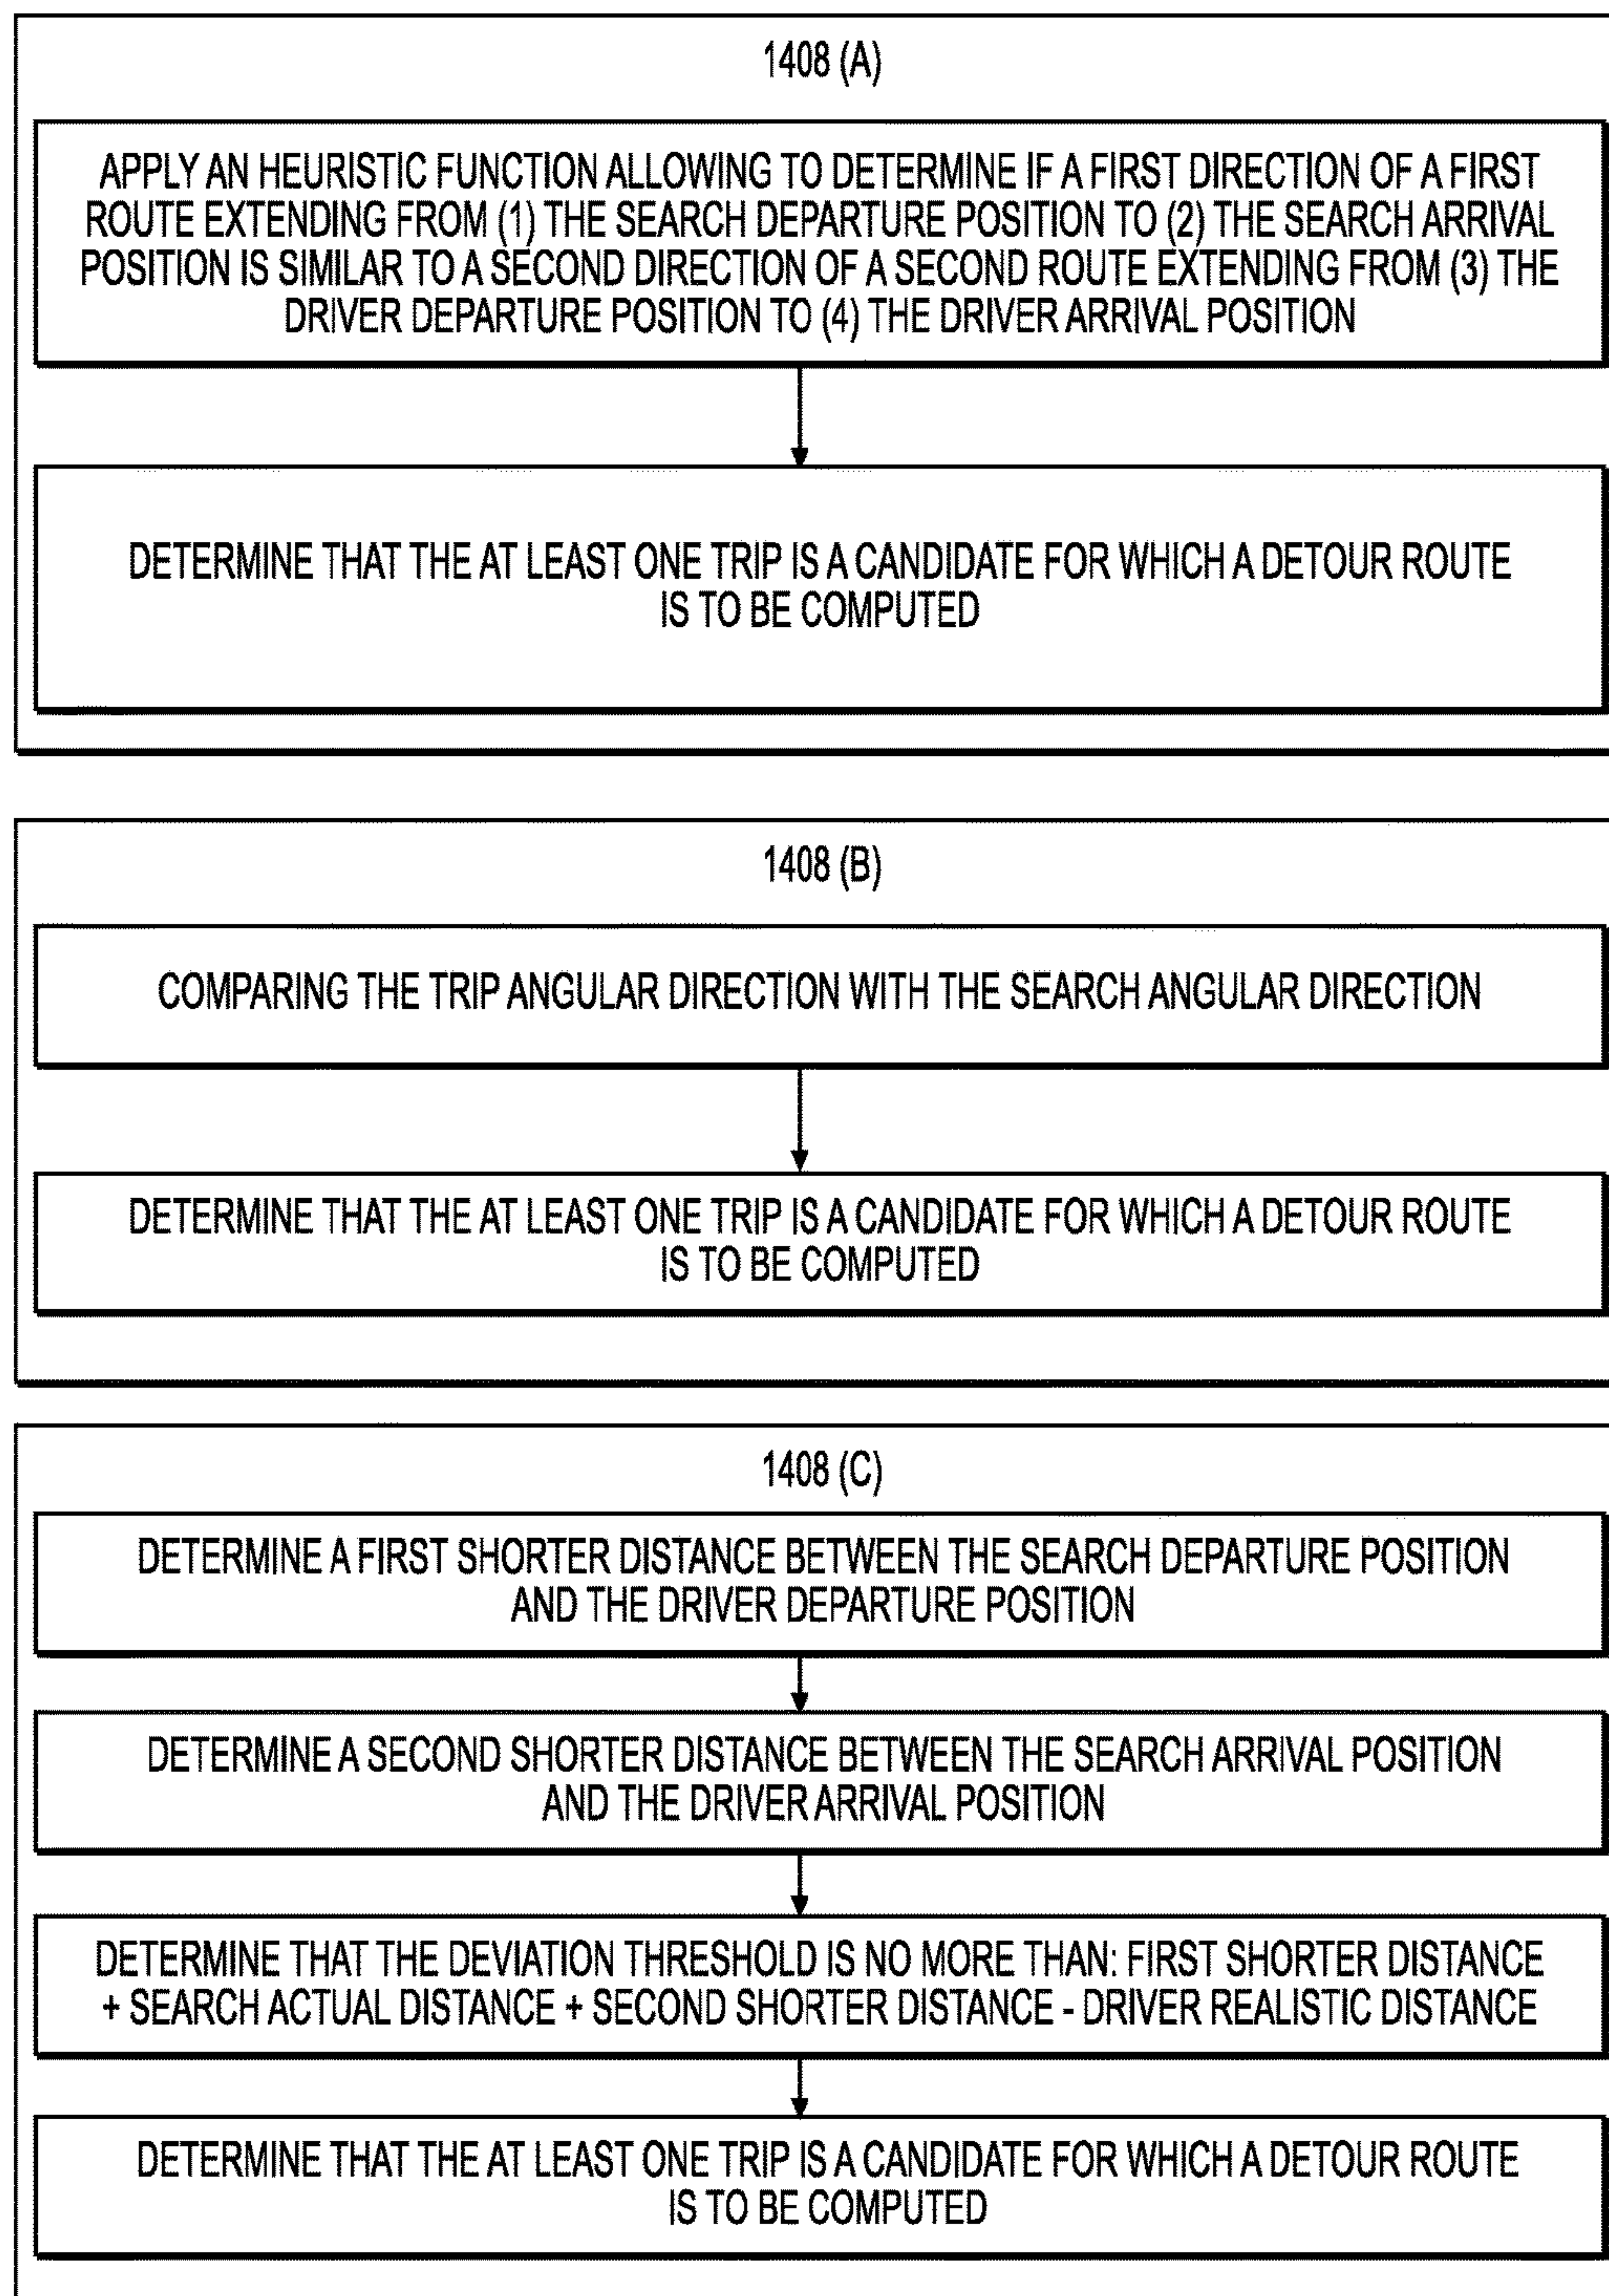 1408 (A)
APPLY AN HEURISTIC FUNCTION ALLOWING TO DETERMINE IF A FIRST DIRECTION OF A FIRST
ROUTE EXTENDING FROM (1) THE SEARCH DEPARTURE POSITION TO (2) THE SEARCH ARRIVAL
POSITION IS SIMILAR TO A SECOND DIRECTION OF A SECOND ROUTE EXTENDING FROM (3) THE
DRIVER DEPARTURE POSITION TO (4) THE DRIVER ARRIVAL POSITION
DETERMINE THAT THE AT LEAST ONE TRIP IS A CANDIDATE FOR WHICH A DETOUR ROUTE
IS TO BE COMPUTED
1408 (B)
COMPARING THE TRIP ANGULAR DIRECTION WITH THE SEARCH ANGULAR DIRECTION
DETERMINE THAT THE AT LEAST ONE TRIP IS A CANDIDATE FOR WHICH A DETOUR ROUTE
IS TO BE COMPUTED
1408 (C)
DETERMINE A FIRST SHORTER DISTANCE BETWEEN THE SEARCH DEPARTURE POSITION
AND THE DRIVER DEPARTURE POSITION
DETERMINE A SECOND SHORTER DISTANCE BETWEEN THE SEARCH ARRIVAL POSITION
AND THE DRIVER ARRIVAL POSITION
DETERMINE THAT THE DEVIATION THRESHOLD IS NO MORE THAN: FIRST SHORTER DISTANCE
+ SEARCH ACTUAL DISTANCE + SECOND SHORTER DISTANCE - DRIVER REALISTIC DISTANCE
DETERMINE THAT THE AT LEAST ONE TRIP IS A CANDIDATE FOR WHICH A DETOUR ROUTE
IS TO BE COMPUTED